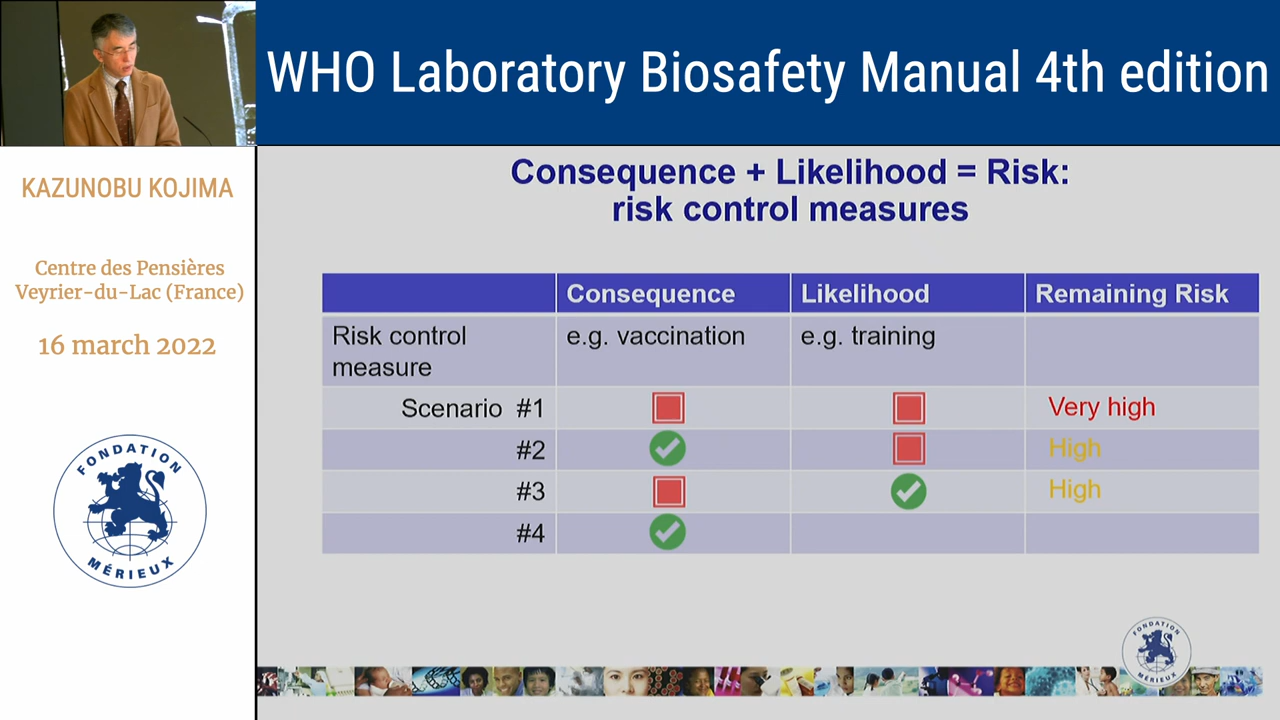 WHO Laboratory Biosafety Manual 4th edition
KAZUNOBU KOJIMA
Centre des Pensières
Veyrier-du-Lac (France)
16 march 2022
FONDATION
MÉRIEUX
Consequence + Likelihood = Risk:
risk control measures
Consequence Likelihood Remaining Risk
Risk control measure e.g. vaccination e.g. training
Scenario #1 Very high
#2 High
#3 High
#4
FONDATION
MÉRIEUX